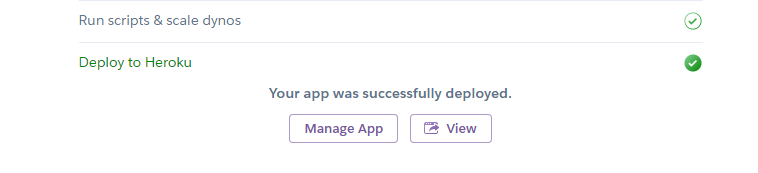 Run scripts & scale dynos
Deploy to Heroku
Your app was successfully deployed.
Manage App
View